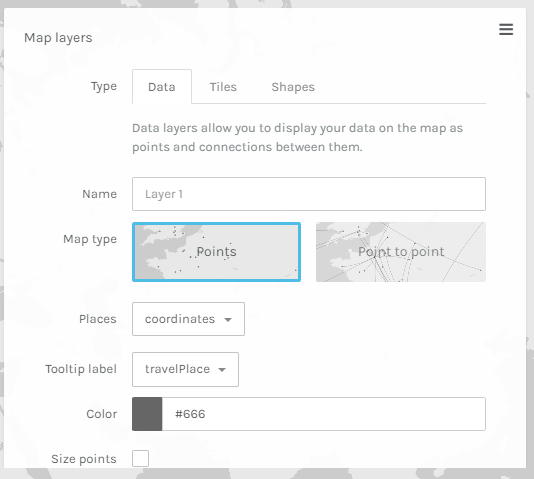 Map layers
Type Data Tiles Shapes
Data layers allow you to display your data on the map as
points and connections between them.
Name Layer 1
Map type Points Point to point
Places coordinates
Tooltip label travelPlace
Color #666
Size points